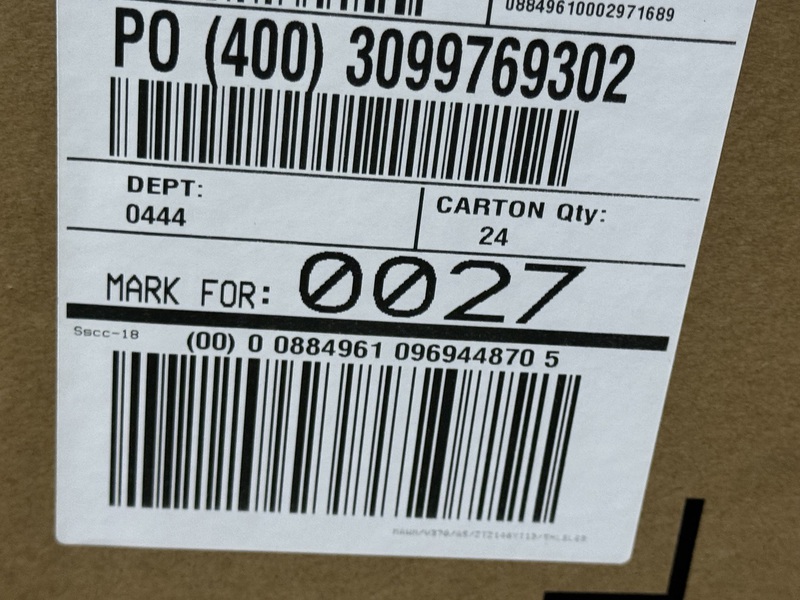 08849610002971689
PO (400) 3099769302
DEPT:
0444
CARTON Qty:
24
MARK FOR: 0027
Sscc-18
(00) 0 0884961 096944870 5